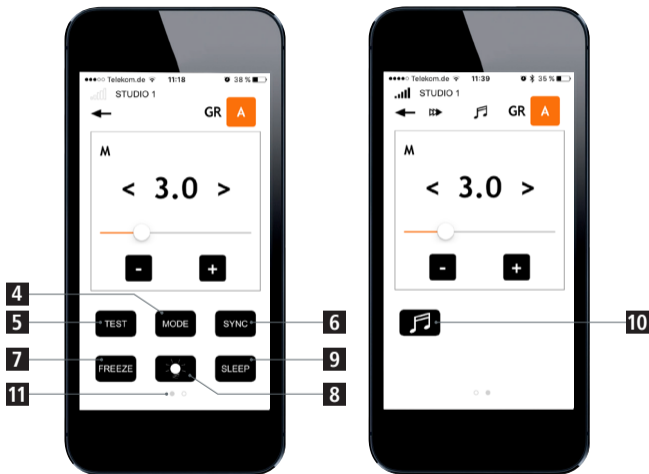 Telekom.de 11:18 38 %
STUDIO 1
GR A
M
< 3.0 >
- +
4
5
TEST MODE SYNC
6
7
FREEZE SLEEP
9
11
8
Telekom.de 11:39 35 %
STUDIO 1
GR A
M
< 3.0 >
- +
10